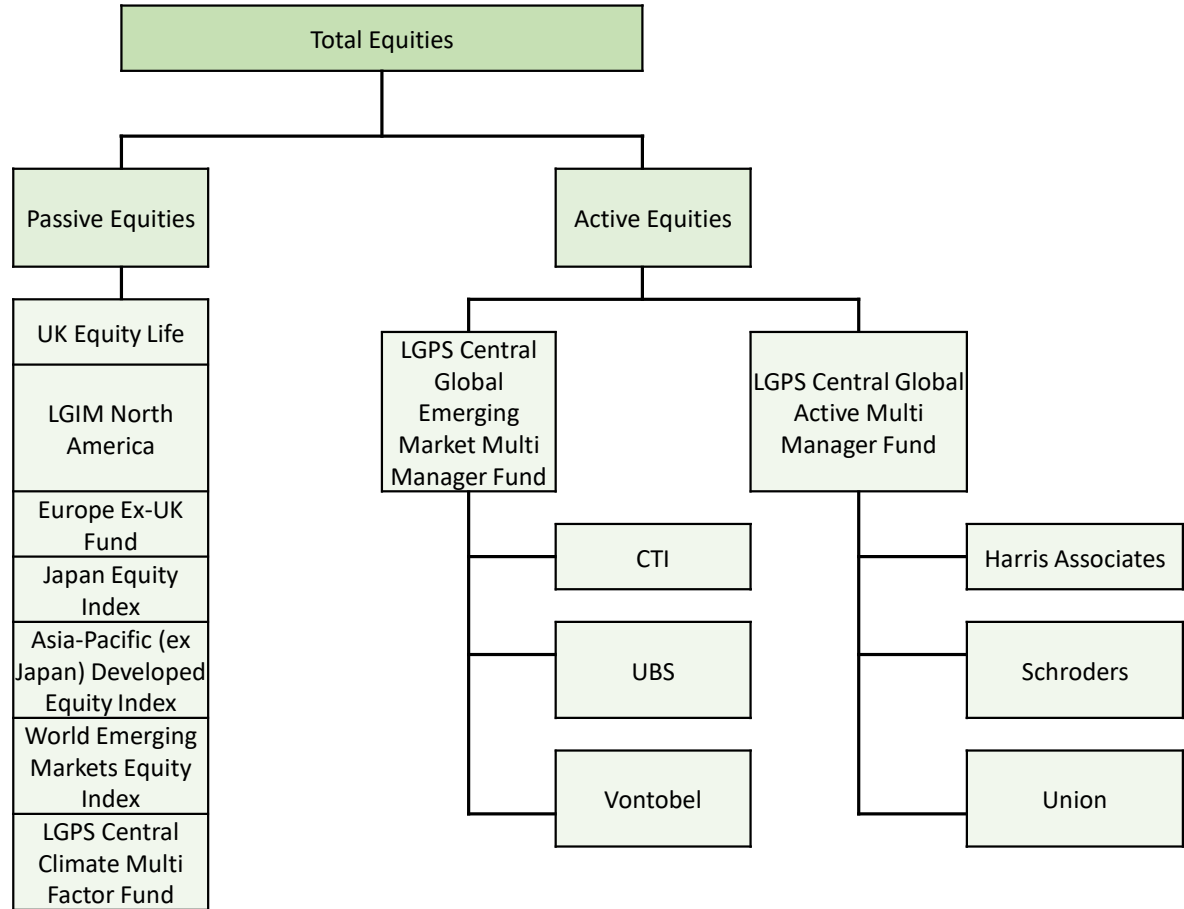 Total Equities
Passive Equities
Active Equities
UK Equity Life
LGIM North
America
Europe Ex-UK
Fund
Japan Equity
Index
Asia-Pacific (ex
Japan) Developed
Equity Index
World Emerging
Markets Equity
Index
LGPS Central
Climate Multi
Factor Fund
LGPS Central
Global
Emerging
Market Multi
Manager Fund
CTI
UBS
Vontobel
LGPS Central Global
Active Multi
Manager Fund
Harris Associates
Schroders
Union